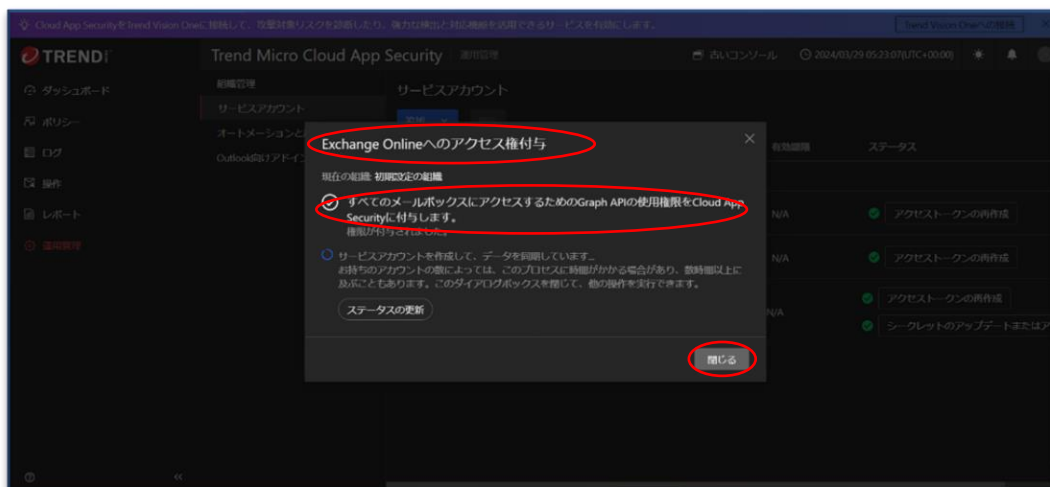 Cloud App SecurityをTrend Vision Oneに接続して、攻撃対象リスクを診断したり、強力な検出と対応機能を活用できるサービスを有効にします。
Trend Vision Oneへの接続
TREND
Trend Micro Cloud App Security
運用管理
古いコンソール
2024/03/29 05:23:07(UTC+00:00)
ダッシュボード
ポリシー
ログ
操作
レポート
運用管理
組織管理
サービスアカウント
オートメーションと
Outlook向けアドイン
サービスアカウント
追加
有効期限
ステータス
Exchange Onlineへのアクセス権付与
現在の組織: 初期設定の組織
すべてのメールボックスにアクセスするためのGraph APIの使用権限をCloud App
Securityに付与します。
権限が付与されました。
サービスアカウントを作成して、データを同期しています...
お持ちのアカウントの数によっては、このプロセスに時間がかかる場合があり、数時間以上に
及ぶこともあります。このダイアログボックスを閉じて、他の操作を実行できます。
ステータスの更新
閉じる
N/A
アクセストークンの再作成
N/A
アクセストークンの再作成
N/A
アクセストークンの再作成
シークレットのアップデートまたはア